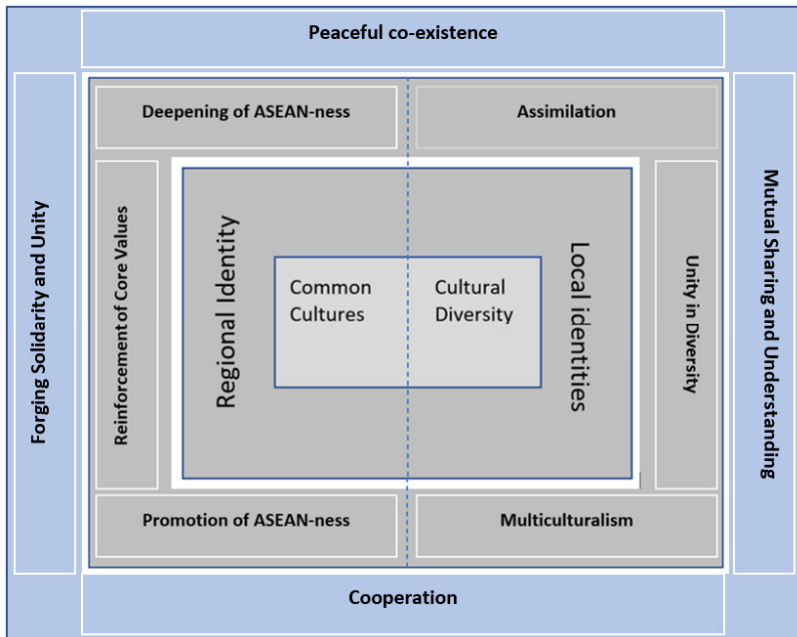 Peaceful co-existence
Deepening of ASEAN-ness
Assimilation
Forging Solidarity and Unity
Reinforcement of Core Values
Regional Identity
Common
Cultures
Cultural
Diversity
Local identities
Unity in Diversity
Mutual Sharing and Understanding
Promotion of ASEAN-ness
Multiculturalism
Cooperation